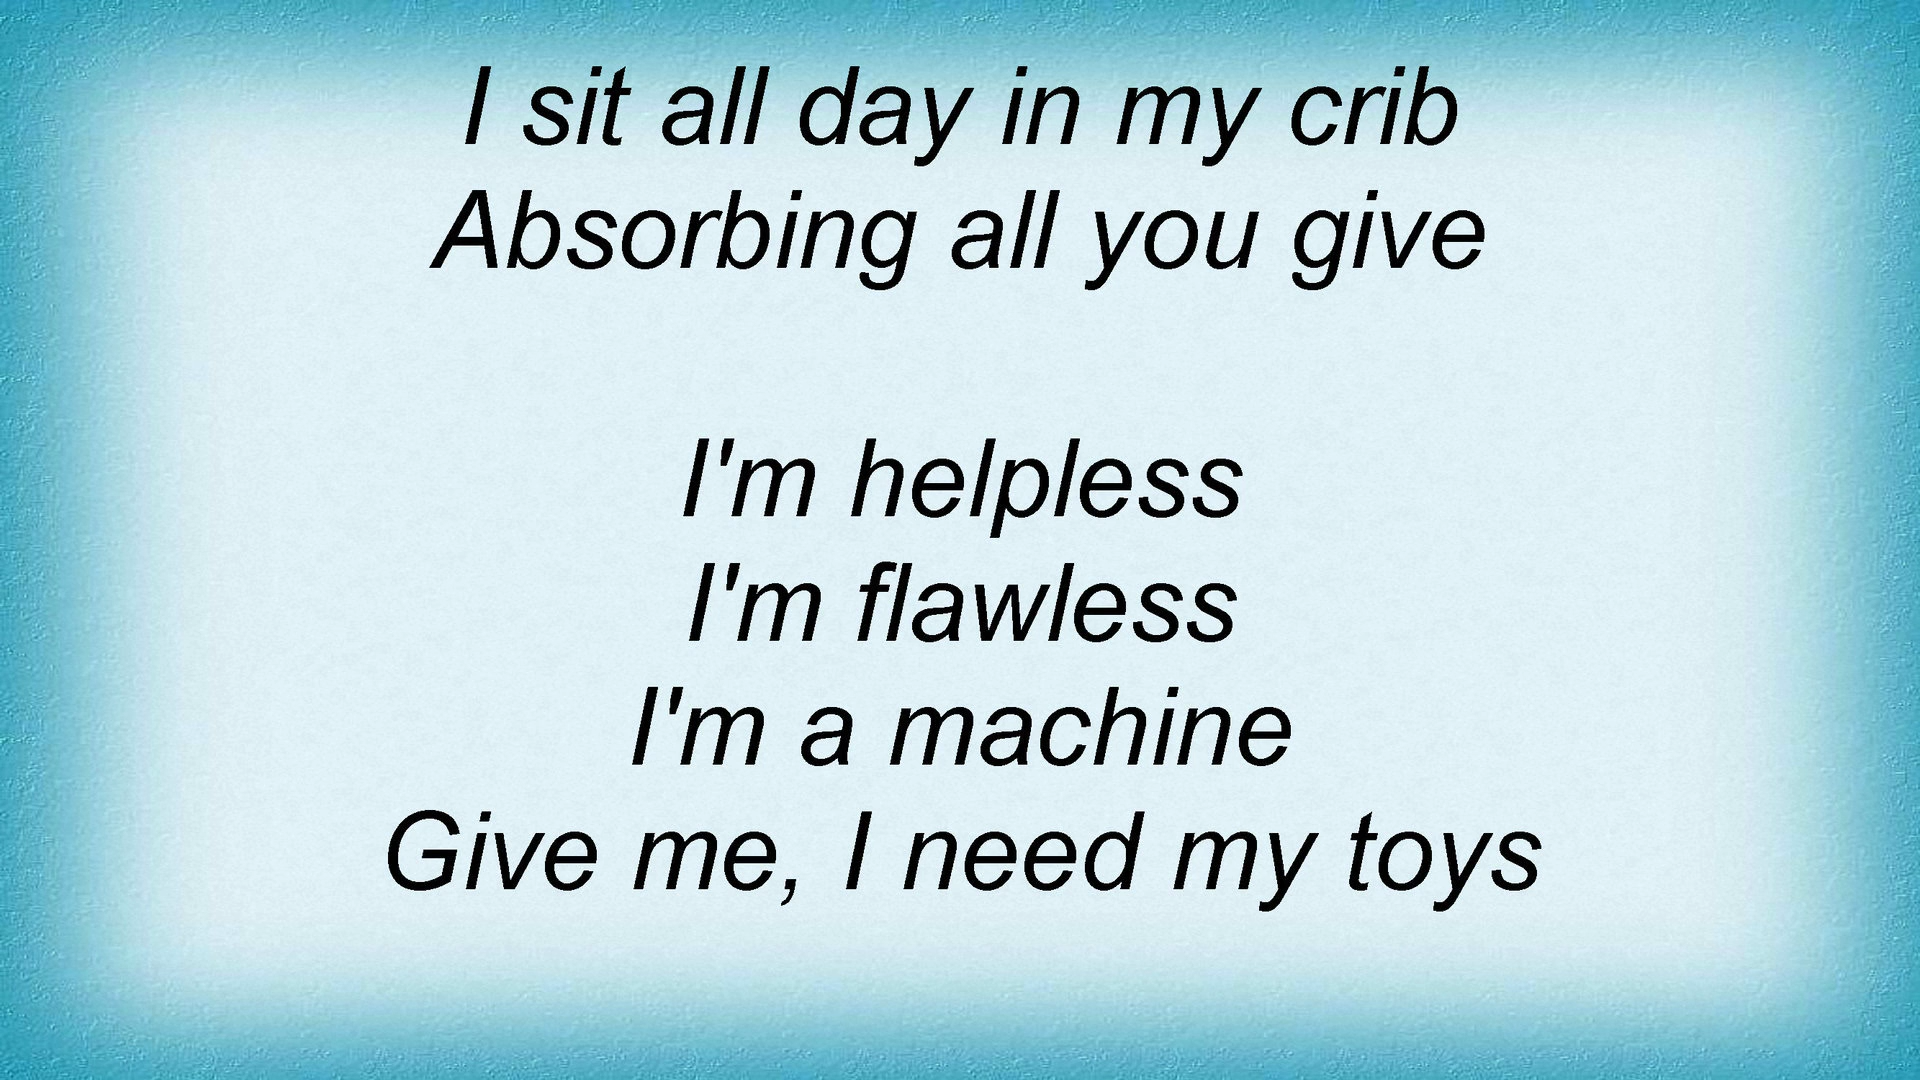 I sit all day in my crib
Absorbing all you give
I'm helpless
I'm flawless
I'm a machine
Give me, I need my toys